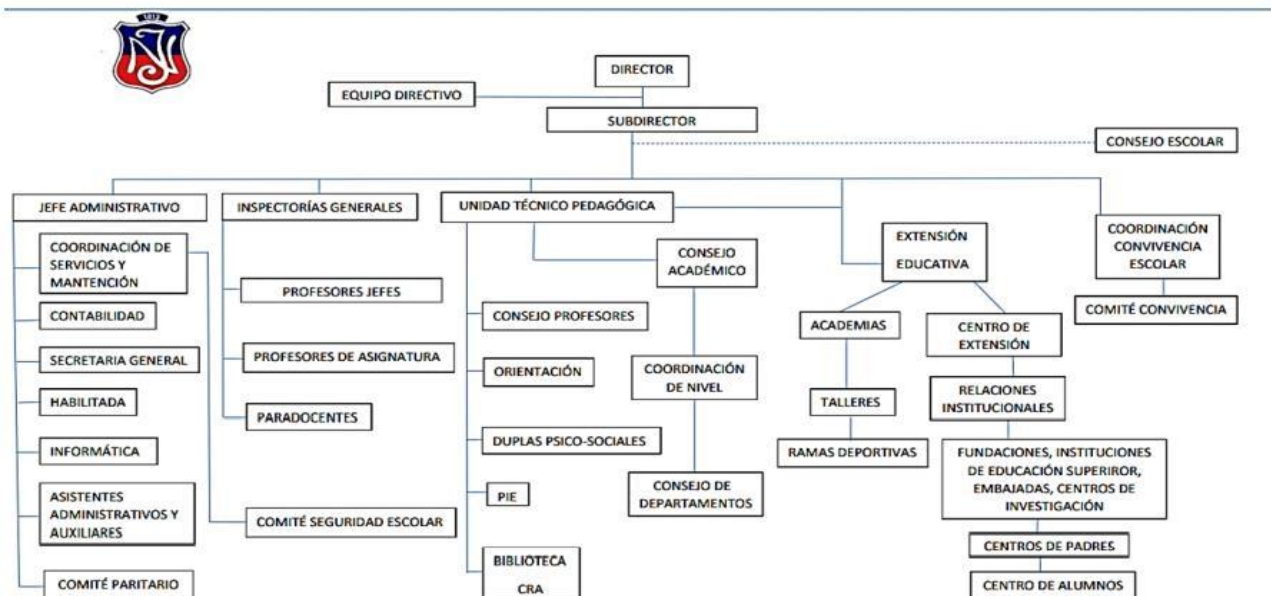 1813
DIRECTOR
EQUIPO DIRECTIVO
SUBDIRECTOR
CONSEJO ESCOLAR
JEFE ADMINISTRATIVO
COORDINACIÓN DE
SERVICIOS Y
MANTENCIÓN
CONTABILIDAD
SECRETARIA GENERAL
HABILITADA
INFORMÁTICA
ASISTENTES
ADMINISTRATIVOS Y
AUXILIARES
COMITÉ PARITARIO
INSPECTORÍAS GENERALES
PROFESORES JEFES
PROFESORES DE ASIGNATURA
PARADOCENTES
COMITÉ SEGURIDAD ESCOLAR
UNIDAD TÉCNICO PEDAGÓGICA
CONSEJO PROFESORES
ORIENTACIÓN
DUPLAS PSICO-SOCIALES
PIE
BIBLIOTECA
CRA
CONSEJO
ACADÉMICO
COORDINACIÓN
DE NIVEL
CONSEJO DE
DEPARTAMENTOS
EXTENSIÓN
EDUCATIVA
ACADEMIAS
TALLERES
RAMAS DEPORTIVAS
CENTRO DE
EXTENSIÓN
RELACIONES
INSTITUCIONALES
FUNDACIONES, INSTITUCIONES
DE EDUCACIÓN SUPERIROR,
EMBAJADAS, CENTROS DE
INVESTIGACIÓN
CENTROS DE PADRES
CENTRO DE ALUMNOS
COORDINACIÓN
CONVIVENCIA
ESCOLAR
COMITÉ CONVIVENCIA